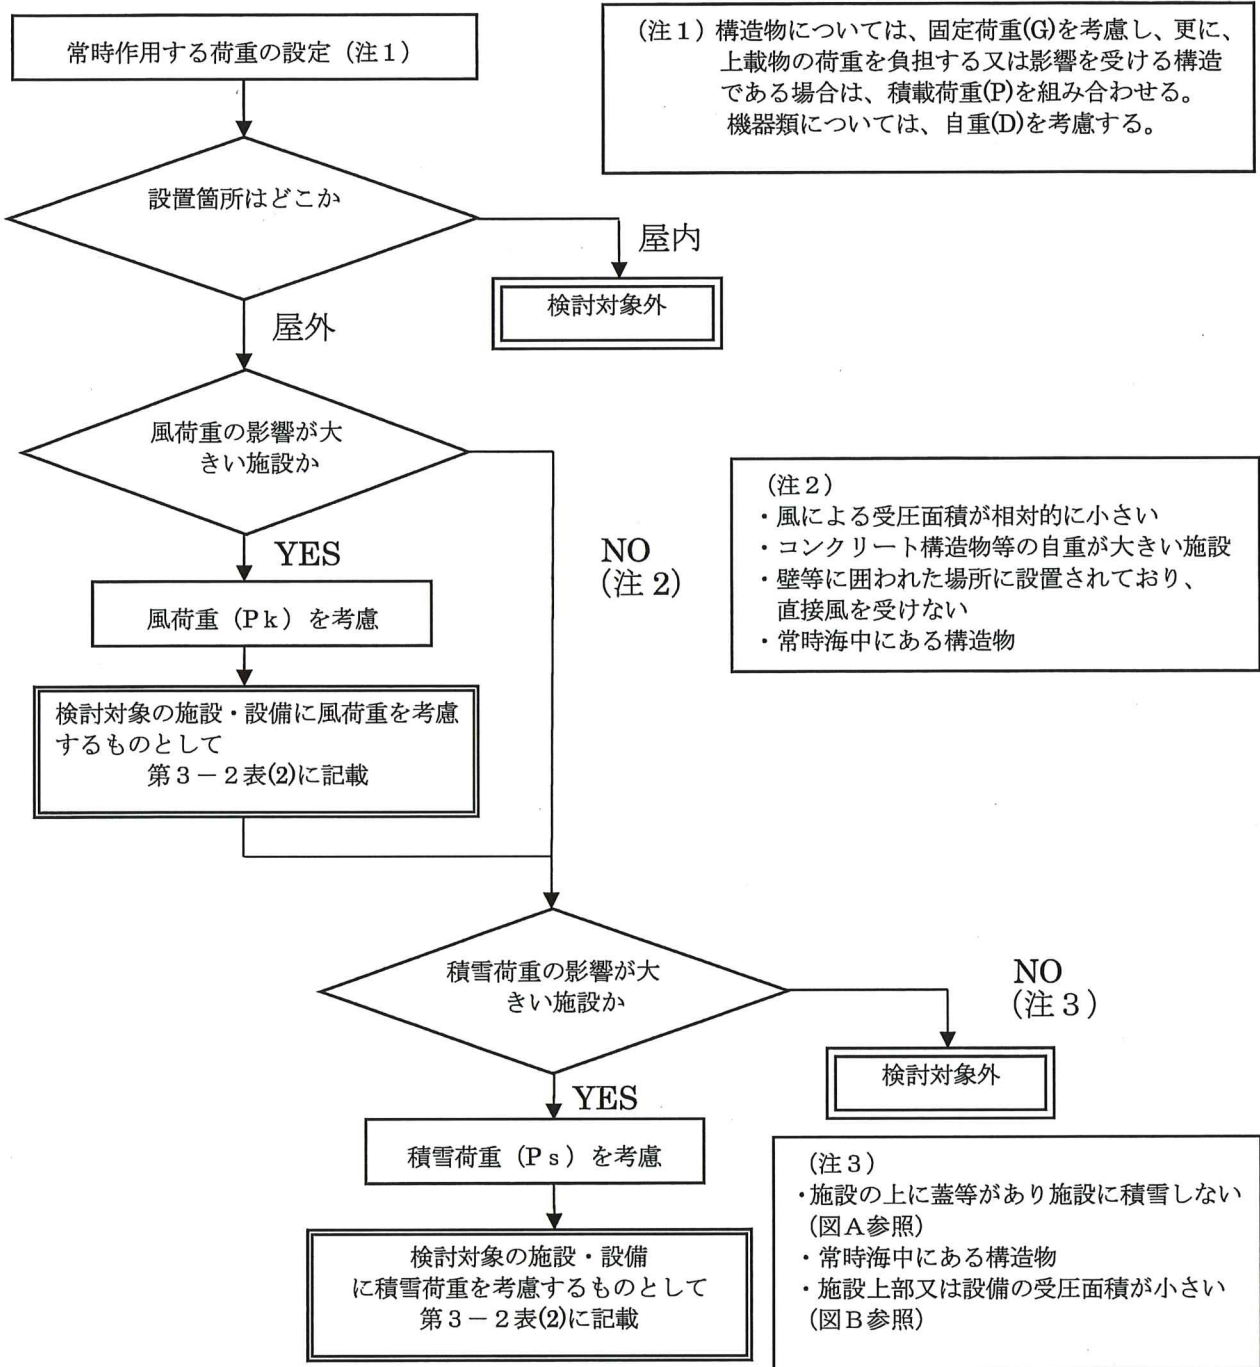 常時作用する荷重の設定（注１）
（注１）構造物については、固定荷重(G)を考慮し、更に、
上載物の荷重を負担する又は影響を受ける構造
である場合は、積載荷重(P)を組み合わせる。
機器類については、自重(D)を考慮する。
設置箇所はどこか
屋内
検討対象外
屋外
風荷重の影響が大
きい施設か
YES
NO
（注２）
風荷重（Ｐｋ）を考慮
（注２）
・風による受圧面積が相対的に小さい
・コンクリート構造物等の自重が大きい施設
・壁等に囲われた場所に設置されており、
直接風を受けない
・常時海中にある構造物
検討対象の施設・設備に風荷重を考慮
するものとして
第３－２表(2)に記載
積雪荷重の影響が大
きい施設か
NO
（注３）
検討対象外
YES
積雪荷重（Ｐｓ）を考慮
検討対象の施設・設備
に積雪荷重を考慮するものとして
第３－２表(2)に記載
（注３）
・施設の上に蓋等があり施設に積雪しない
（図Ａ参照）
・常時海中にある構造物
・施設上部又は設備の受圧面積が小さい
（図Ｂ参照）